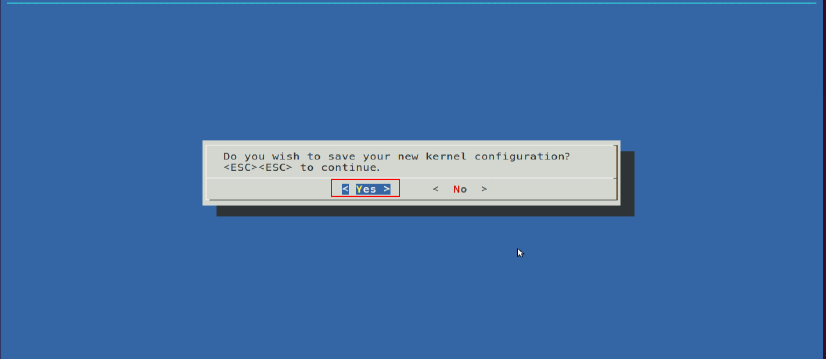 Do you wish to save your new kernel configuration?
<ESC><ESC> to continue.
< Yes > < No >